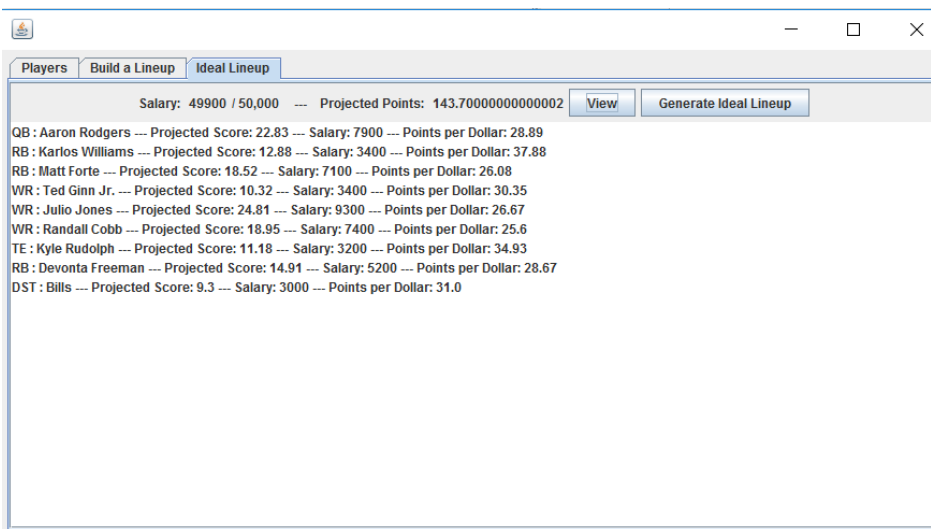 Players Build a Lineup Ideal Lineup
Salary: 49900 / 50,000 --- Projected Points: 143.70000000000002 View Generate Ideal Lineup
QB : Aaron Rodgers --- Projected Score: 22.83 --- Salary: 7900 --- Points per Dollar: 28.89
RB : Karlos Williams --- Projected Score: 12.88 --- Salary: 3400 --- Points per Dollar: 37.88
RB : Matt Forte --- Projected Score: 18.52 --- Salary: 7100 --- Points per Dollar: 26.08
WR : Ted Ginn Jr. --- Projected Score: 10.32 --- Salary: 3400 --- Points per Dollar: 30.35
WR : Julio Jones --- Projected Score: 24.81 --- Salary: 9300 --- Points per Dollar: 26.67
WR : Randall Cobb --- Projected Score: 18.95 --- Salary: 7400 --- Points per Dollar: 25.6
TE : Kyle Rudolph --- Projected Score: 11.18 --- Salary: 3200 --- Points per Dollar: 34.93
RB : Devonta Freeman --- Projected Score: 14.91 --- Salary: 5200 --- Points per Dollar: 28.67
DST : Bills --- Projected Score: 9.3 --- Salary: 3000 --- Points per Dollar: 31.0